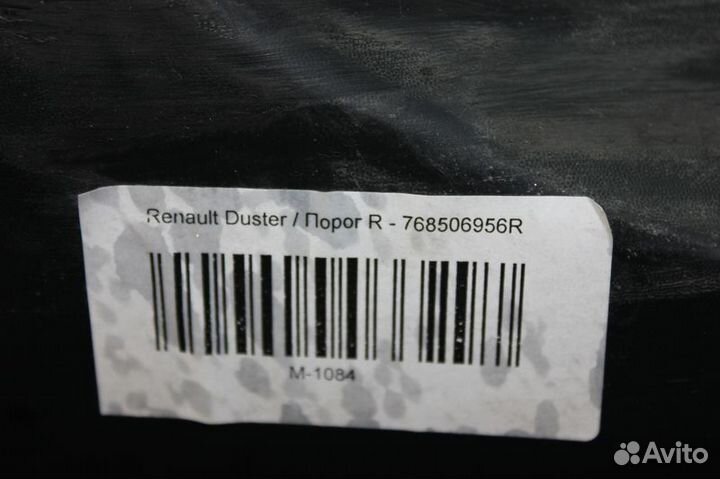 Renault Duster / Порог R - 768506956R
M-1084
Avito